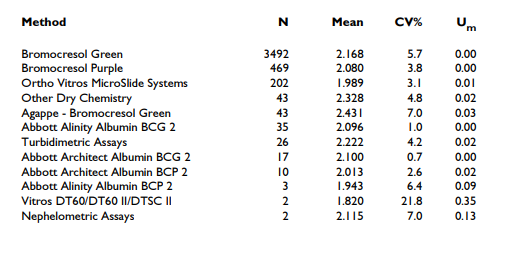 Method N Mean CV% Um
Bromocresol Green 3492 2.168 5.7 0.00
Bromocresol Purple 469 2.080 3.8 0.00
Ortho Vitros MicroSlide Systems 202 1.989 3.1 0.01
Other Dry Chemistry 43 2.328 4.8 0.02
Agappe - Bromocresol Green 43 2.431 7.0 0.03
Abbott Alinity Albumin BCG 2 35 2.096 1.0 0.00
Turbidimetric Assays 26 2.222 4.2 0.02
Abbott Architect Albumin BCG 2 17 2.100 0.7 0.00
Abbott Architect Albumin BCP 2 10 2.013 2.6 0.02
Abbott Alinity Albumin BCP 2 3 1.943 6.4 0.09
Vitros DT60/DT60 II/DTSC II 2 1.820 21.8 0.35
Nephelometric Assays 2 2.115 7.0 0.13